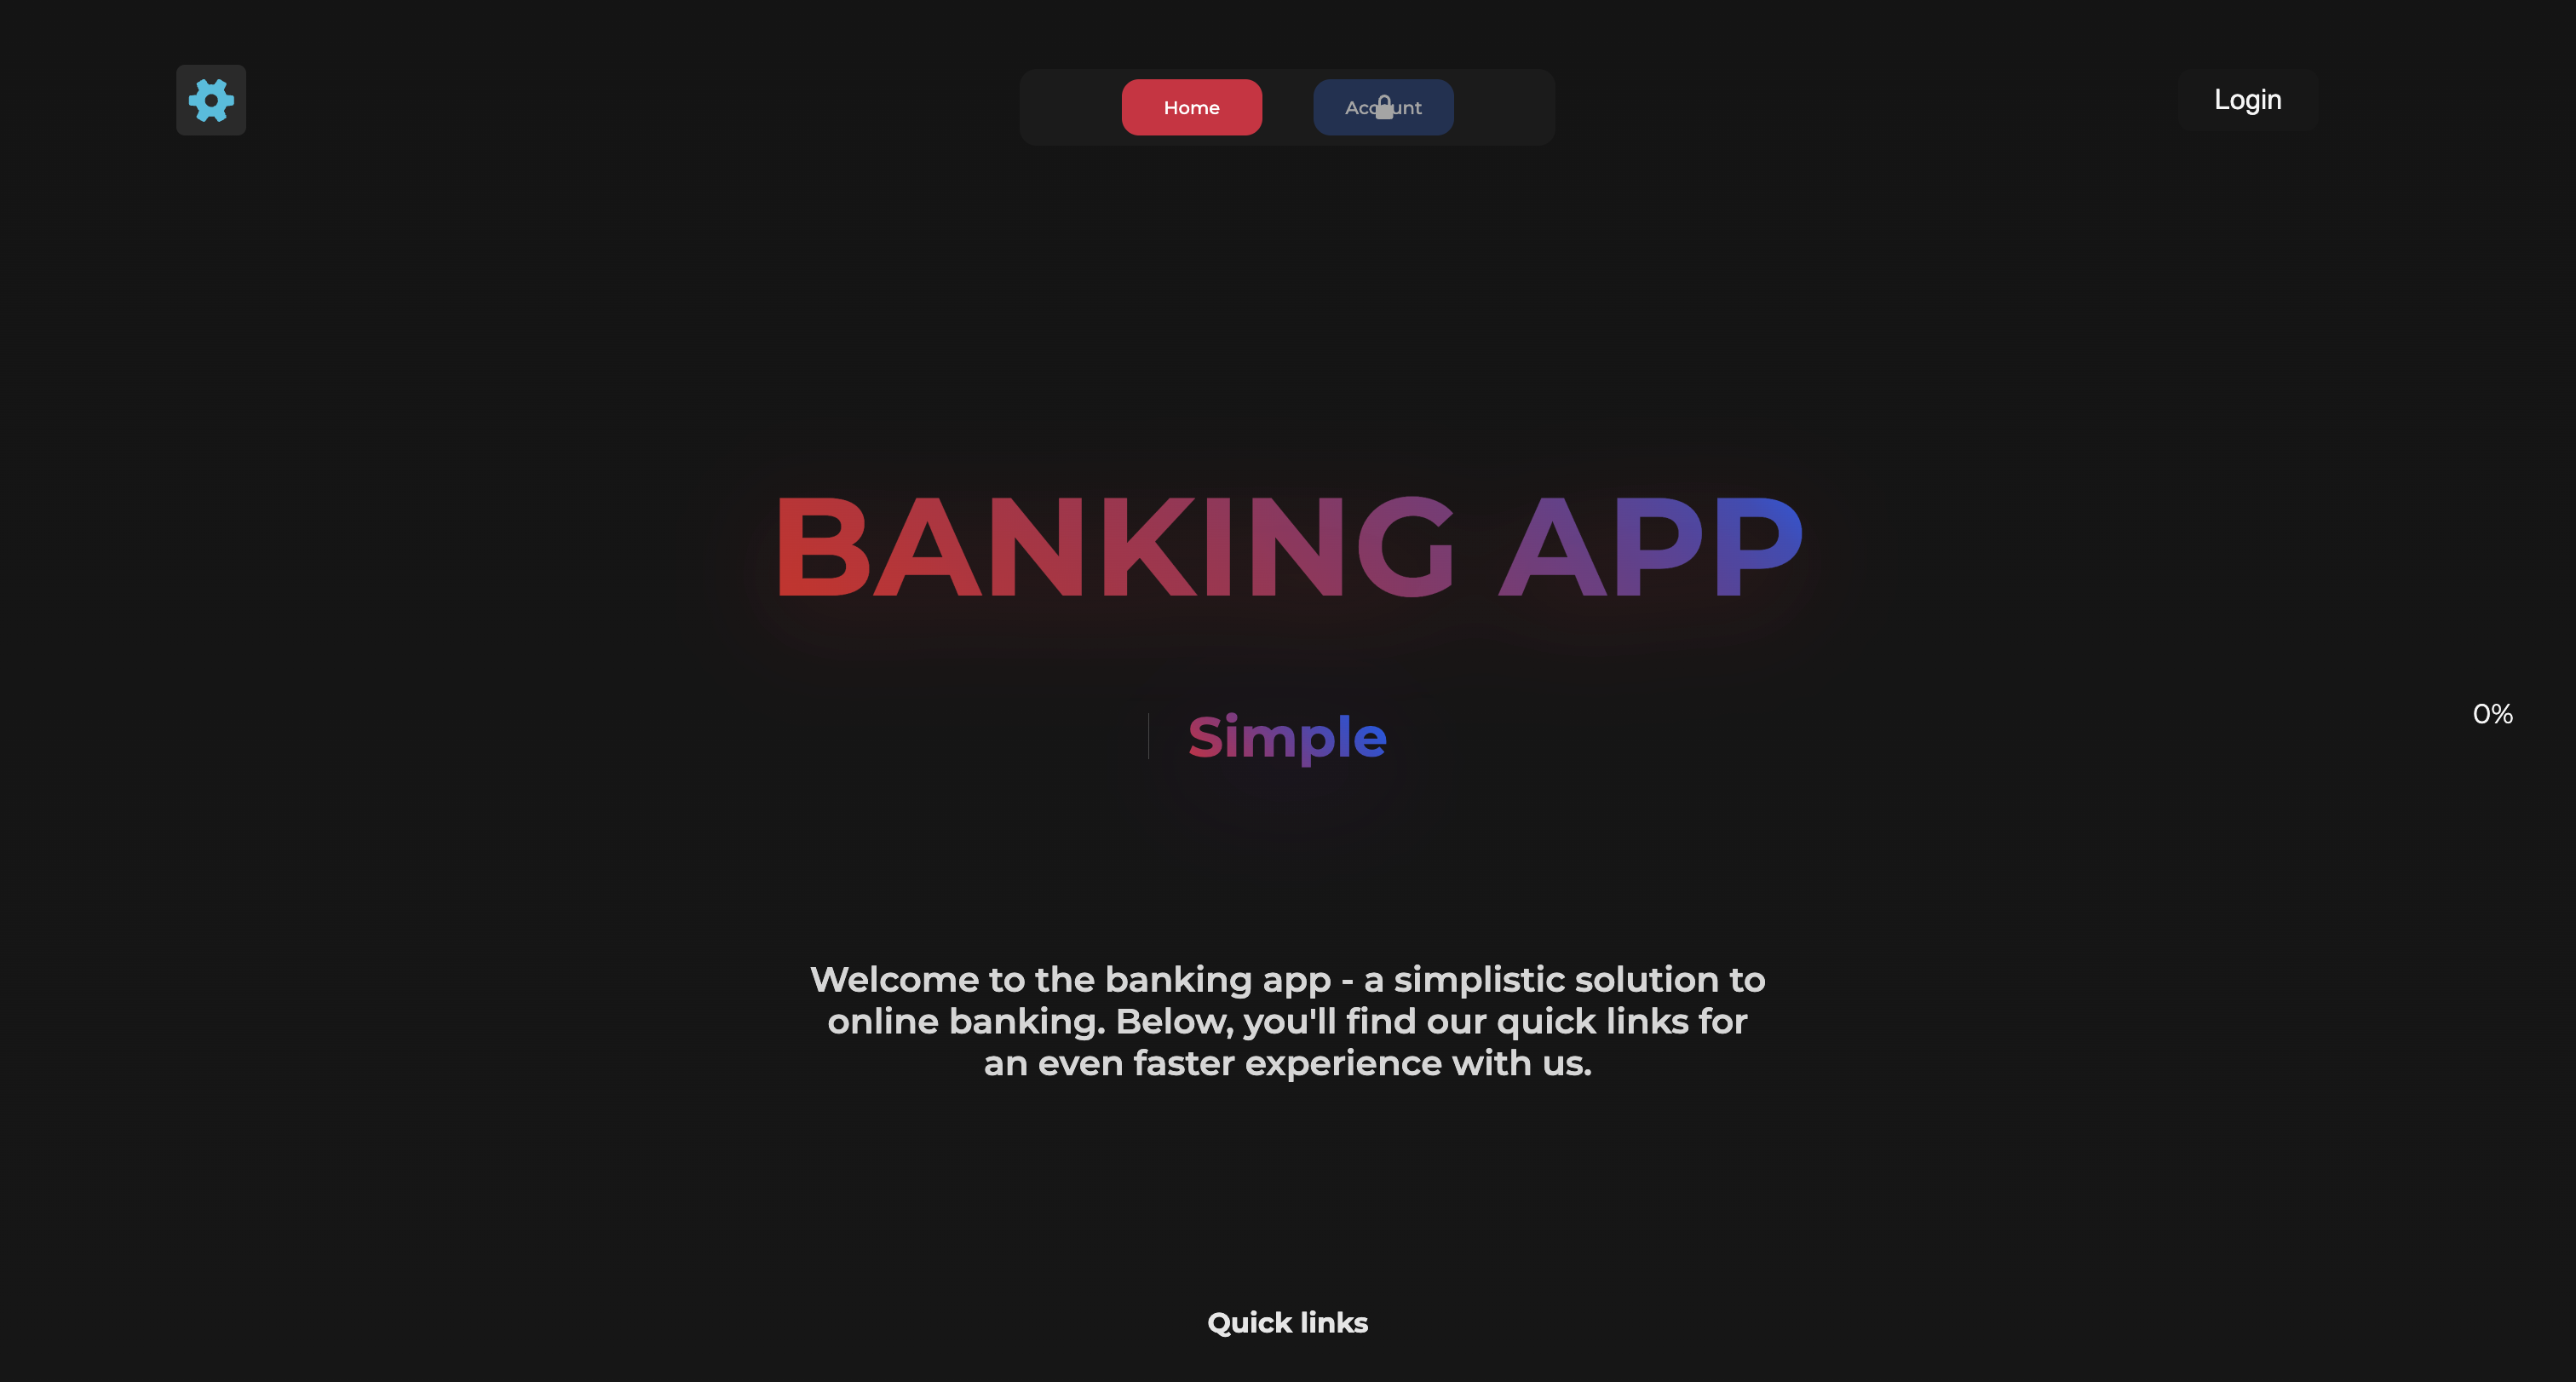 Home
Account
Login
BANKING APP
Simple
0%
Welcome to the banking app - a simplistic solution to
online banking. Below, you'll find our quick links for
an even faster experience with us.
Quick links